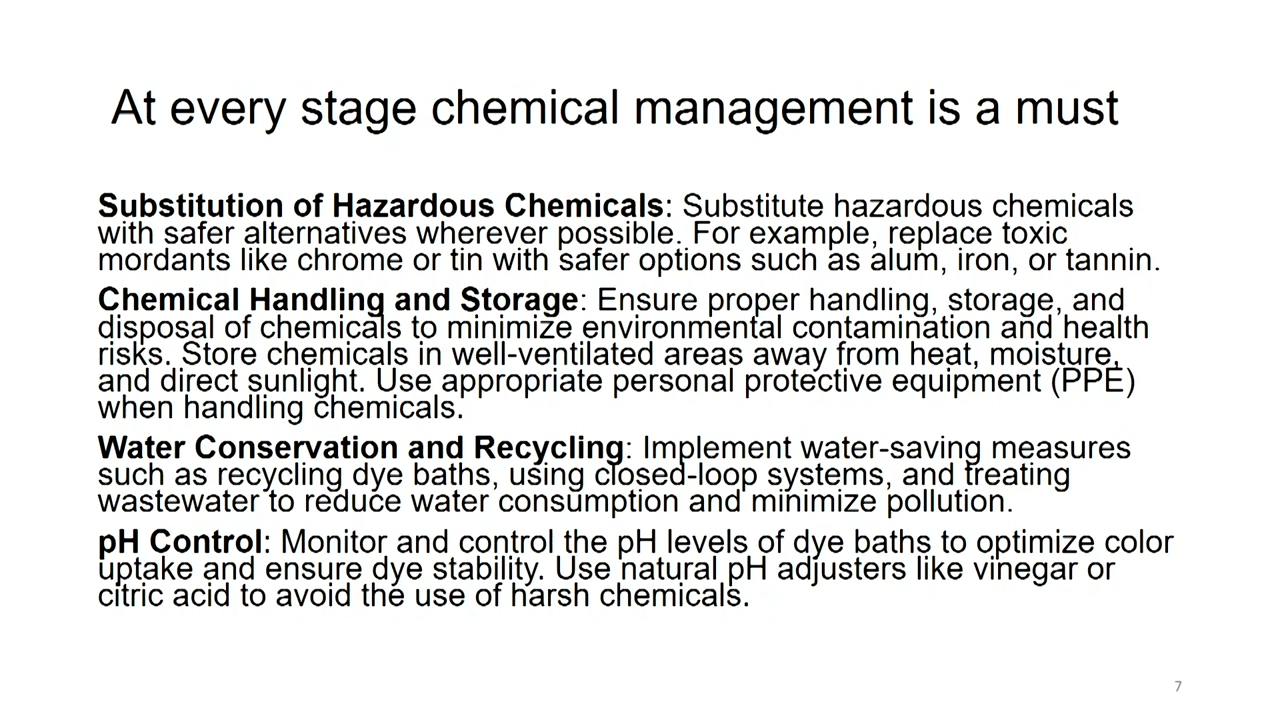 At every stage chemical management is a must
Substitution of Hazardous Chemicals: Substitute hazardous chemicals
with safer alternatives wherever possible. For example, replace toxic
mordants like chrome or tin with safer options such as alum, iron, or tannin.
Chemical Handling and Storage: Ensure proper handling, storage, and
disposal of chemicals to minimize environmental contamination and health
risks. Store chemicals in well-ventilated areas away from heat, moisture,
and direct sunlight. Use appropriate personal protective equipment (PPE)
when handling chemicals.
Water Conservation and Recycling: Implement water-saving measures
such as recycling dye baths, using closed-loop systems, and treating
wastewater to reduce water consumption and minimize pollution.
pH Control: Monitor and control the pH levels of dye baths to optimize color
uptake and ensure dye stability. Use natural pH adjusters like vinegar or
citric acid to avoid the use of harsh chemicals.
7